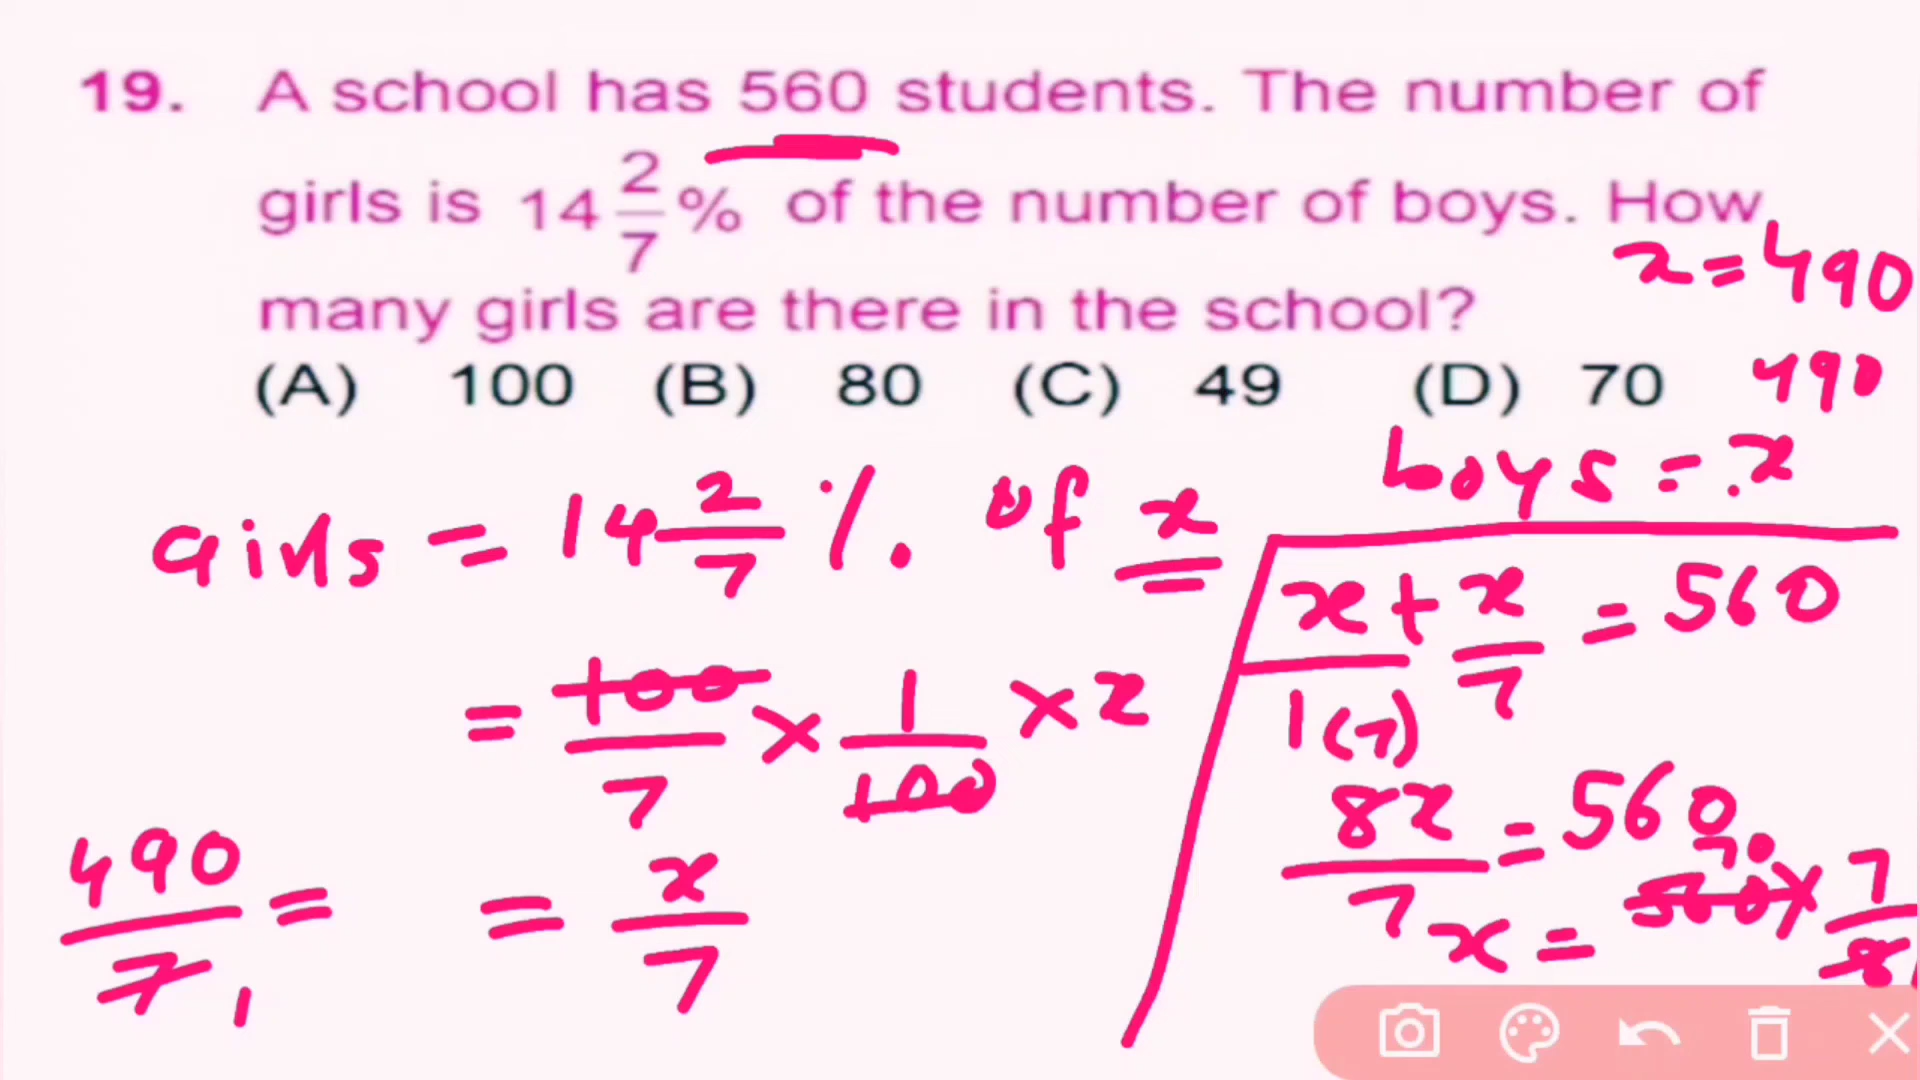 19. A school has 560 students. The number of
girls is 14 2/7 % of the number of boys. How
many girls are there in the school?
(A) 100 (B) 80 (C) 49 (D) 70
x = 490
490
boys = x
Girls = 14 2/7 % of x
= 100/7 × 1/100 × x
= x/7
490/7 =
1
x/1(7) + x/7 = 560
8x/7 = 560
70
x = 560 × 7/8